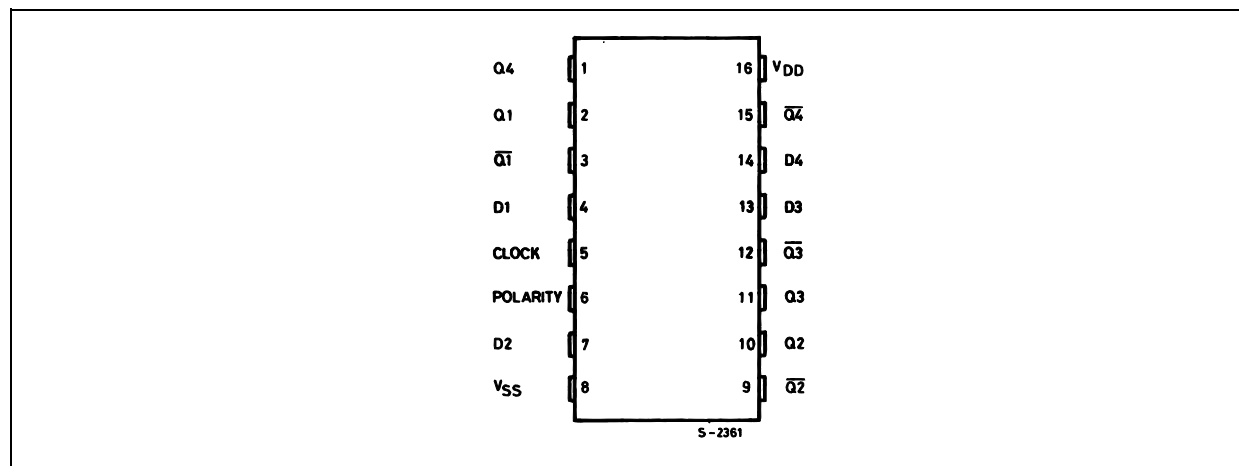 Q4 1 16 VDD
Q1 2 15 Q̅4̅
Q̅1̅ 3 14 D4
D1 4 13 D3
CLOCK 5 12 Q̅3̅
POLARITY 6 11 Q3
D2 7 10 Q2
VSS 8 9 Q̅2̅
S-2361